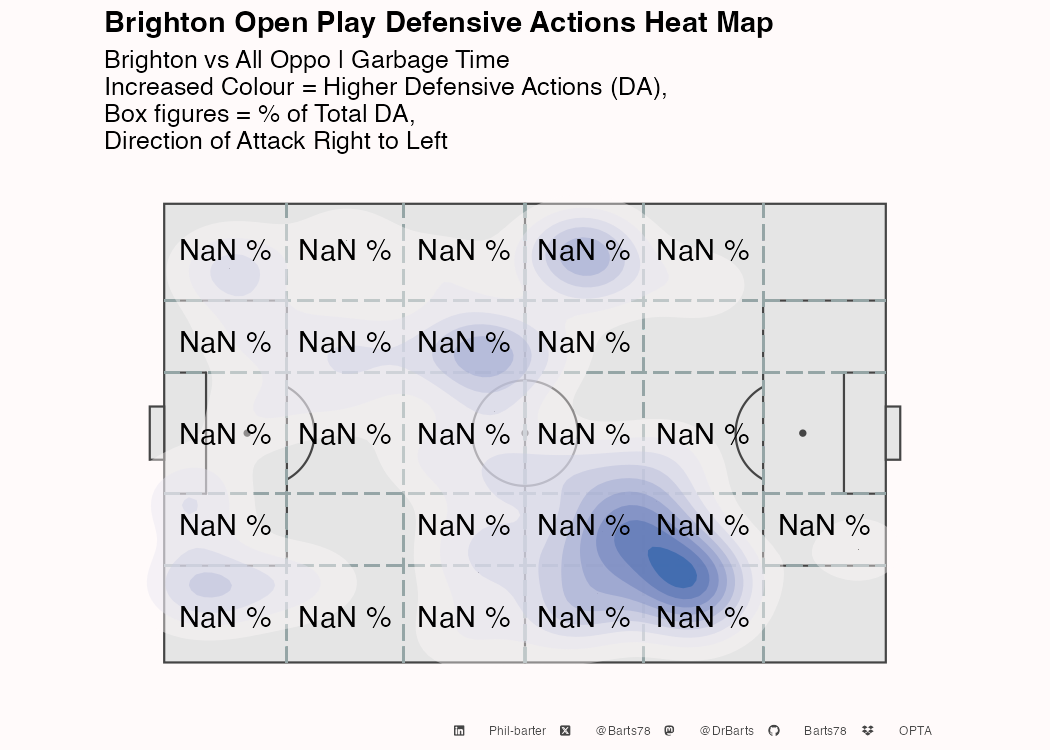 Brighton Open Play Defensive Actions Heat Map
Brighton vs All Oppo | Garbage Time
Increased Colour = Higher Defensive Actions (DA),
Box figures = % of Total DA,
Direction of Attack Right to Left
NaN % NaN % NaN % NaN % NaN %
NaN % NaN % NaN % NaN %
NaN % NaN % NaN % NaN % NaN %
NaN % NaN % NaN % NaN % NaN %
NaN % NaN % NaN % NaN % NaN %
Phil-barter @Barts78 @DrBarts Barts78 OPTA